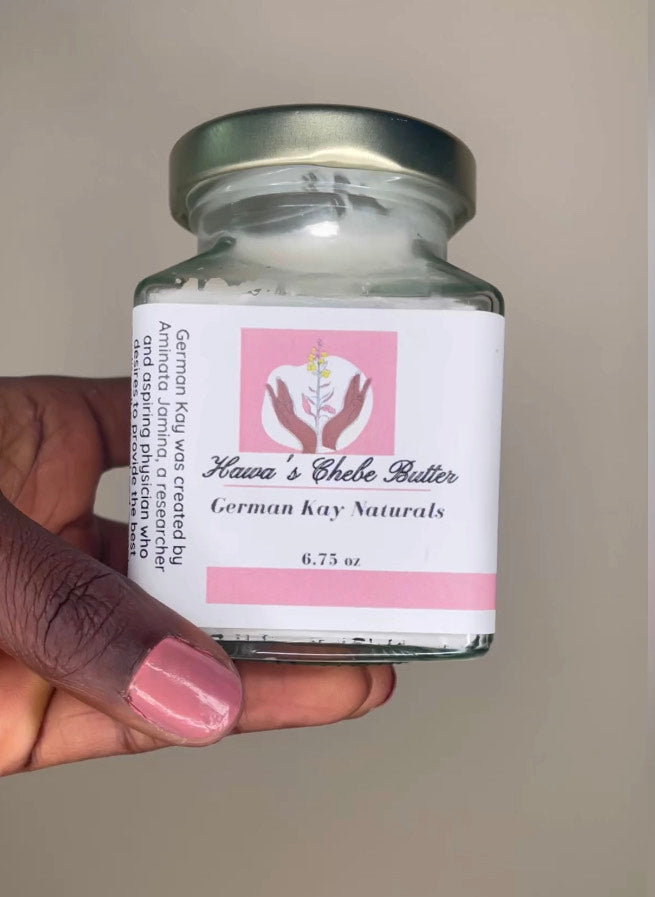 Hawa's Chebe Butter
German Kay Naturals
6.75 oz
German Kay was created by
Aminata Jamina, a researcher
and aspiring physician who
desires to provide the best